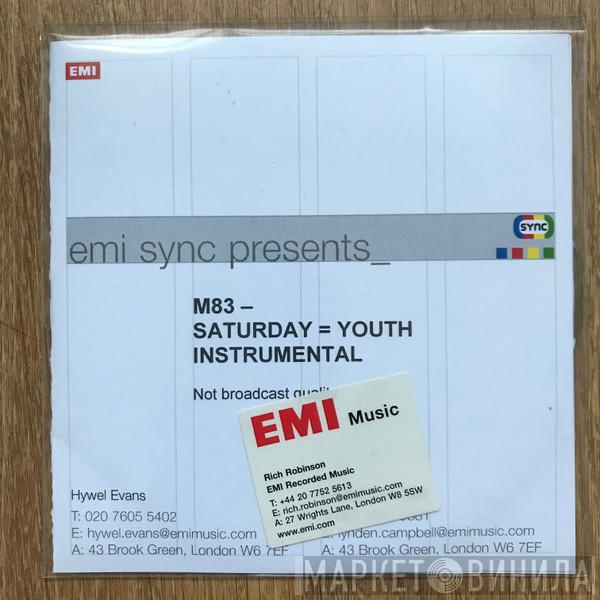 EMI
SYNC
emi sync presents_
M83 –
SATURDAY = YOUTH
INSTRUMENTAL
Not broadcast
EMI Music
Rich Robinson
EMI Recorded Music
T: +44 20 7752 5613
E: rich.robinson@emimusic.com
A: 27 Wrights Lane, London W8 5SW
www.emi.com
Hywel Evans
T: 020 7605 5402
E: hywel.evans@emimusic.com
A: 43 Brook Green, London W6 7EF
E: lynden.campbell@emimusic.com
A: 43 Brook Green, London W6 7EF
МАРКЕТ ВИНИЛА